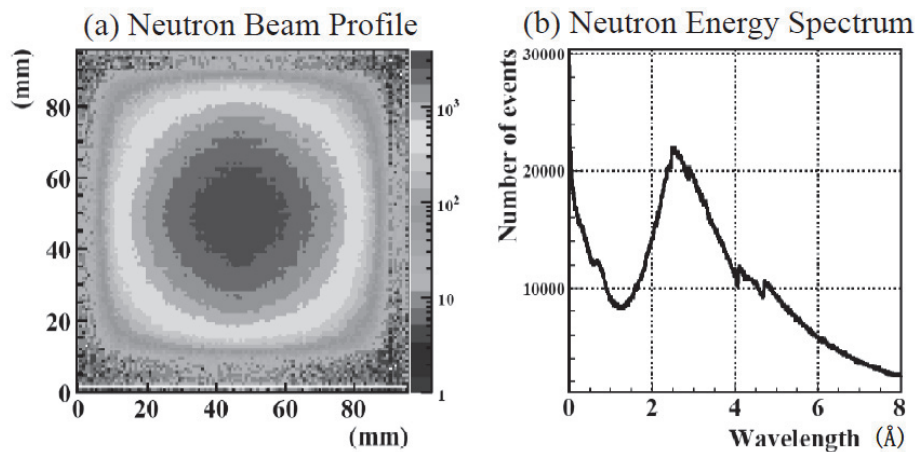 (a) Neutron Beam Profile
(mm)
80
60
40
20
0
0 20 40 60 80
(mm)
10³
10²
10
1
(b) Neutron Energy Spectrum
Number of events
30000
20000
10000
0 2 4 6 8
Wavelength (Å)